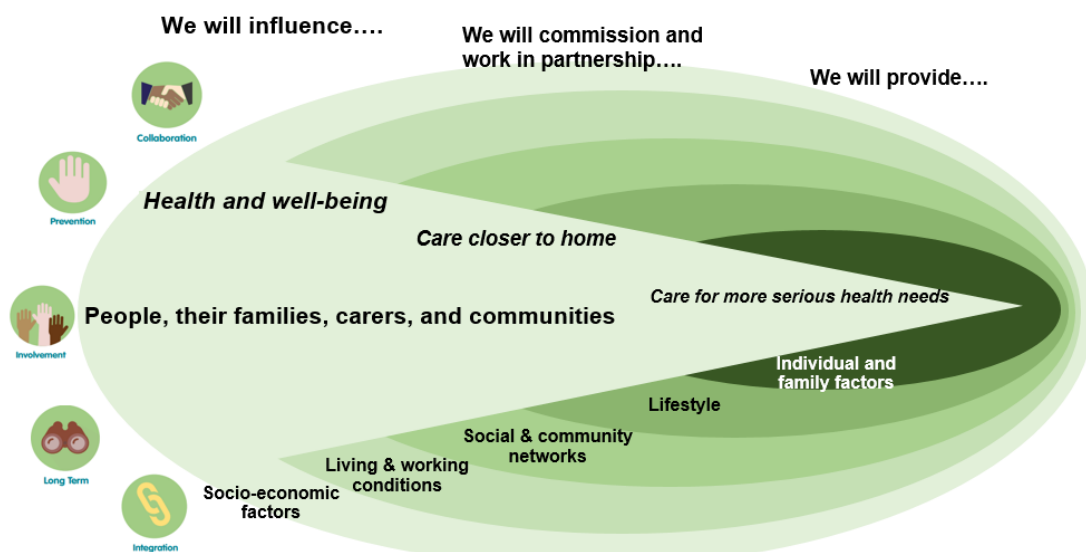 We will influence....
We will commission and
work in partnership....
We will provide....
Collaboration
Prevention
Health and well-being
Care closer to home
Care for more serious health needs
People, their families, carers, and communities
Involvement
Individual and
family factors
Lifestyle
Social & community
networks
Living & working
conditions
Socio-economic
factors
Long Term
Integration